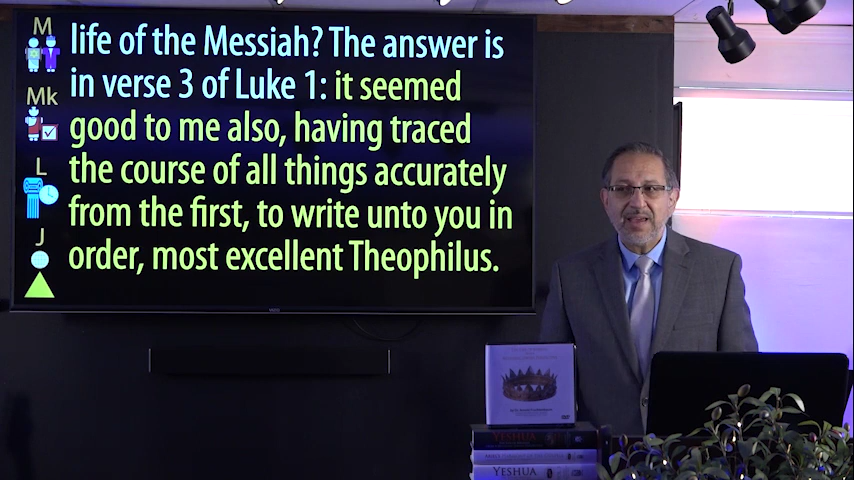 M
life of the Messiah? The answer is
in verse 3 of Luke 1: it seemed
Mk
good to me also, having traced
L
the course of all things accurately
from the first, to write unto you in
J
order, most excellent Theophilus.
YESHUA
YESHUA